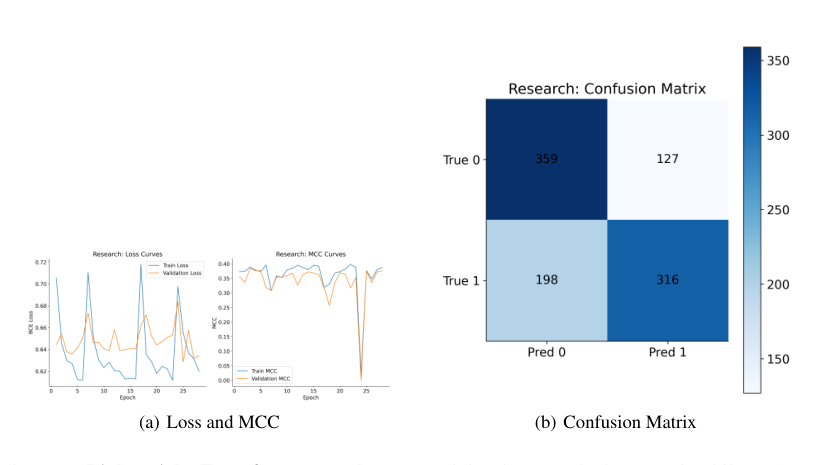 Research: Loss Curves
Train Loss
Validation Loss
0.72
0.70
0.68
0.66
0.64
0.62
BCE Loss
0
5
10
15
20
25
Epoch
Research: MCC Curves
0.40
0.35
0.30
0.25
0.20
0.15
0.10
0.05
0.00
MCC
Train MCC
Validation MCC
0
5
10
15
20
25
Epoch
(a) Loss and MCC
Research: Confusion Matrix
True 0
359
127
True 1
198
316
Pred 0
Pred 1
350
300
250
200
150
(b) Confusion Matrix